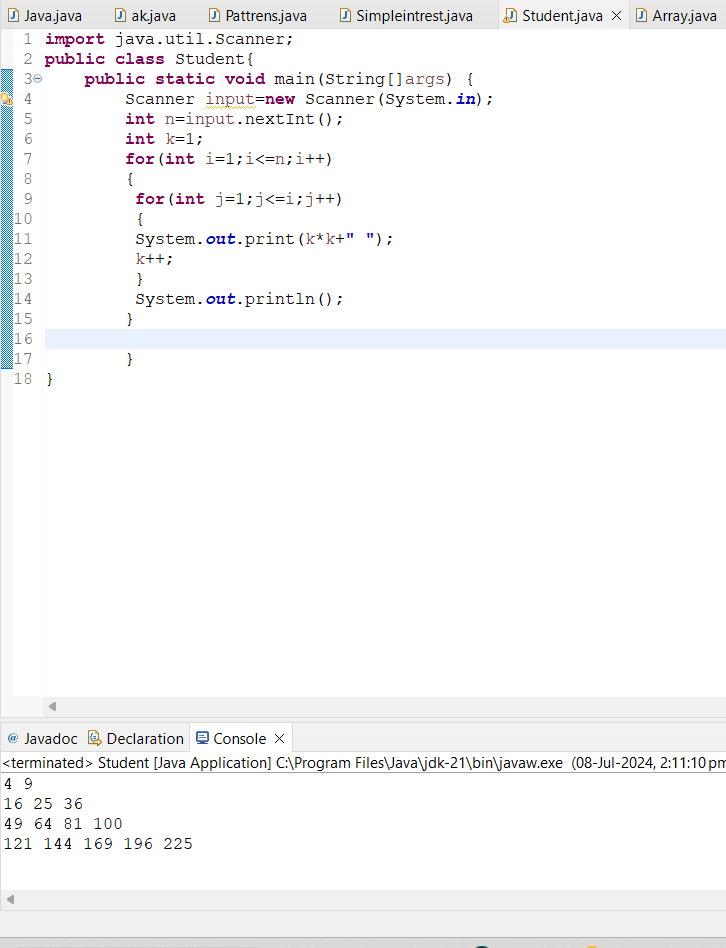 Java.java ak.java Pattrens.java Simpleintrest.java Student.java Array.java
1 import java.util.Scanner;
2 public class Student{
3 public static void main(String[]args) {
4 Scanner input=new Scanner(System.in);
5 int n=input.nextInt();
6 int k=1;
7 for(int i=1;i<=n;i++)
8 {
9 for(int j=1;j<=i;j++)
10 {
11 System.out.print(k*k+" ");
12 k++;
13 }
14 System.out.println();
15 }
16
17 }
18 }
@ Javadoc Declaration Console
<terminated> Student [Java Application] C:\Program Files\Java\jdk-21\bin\javaw.exe (08-Jul-2024, 2:11:10 pm
4 9
16 25 36
49 64 81 100
121 144 169 196 225